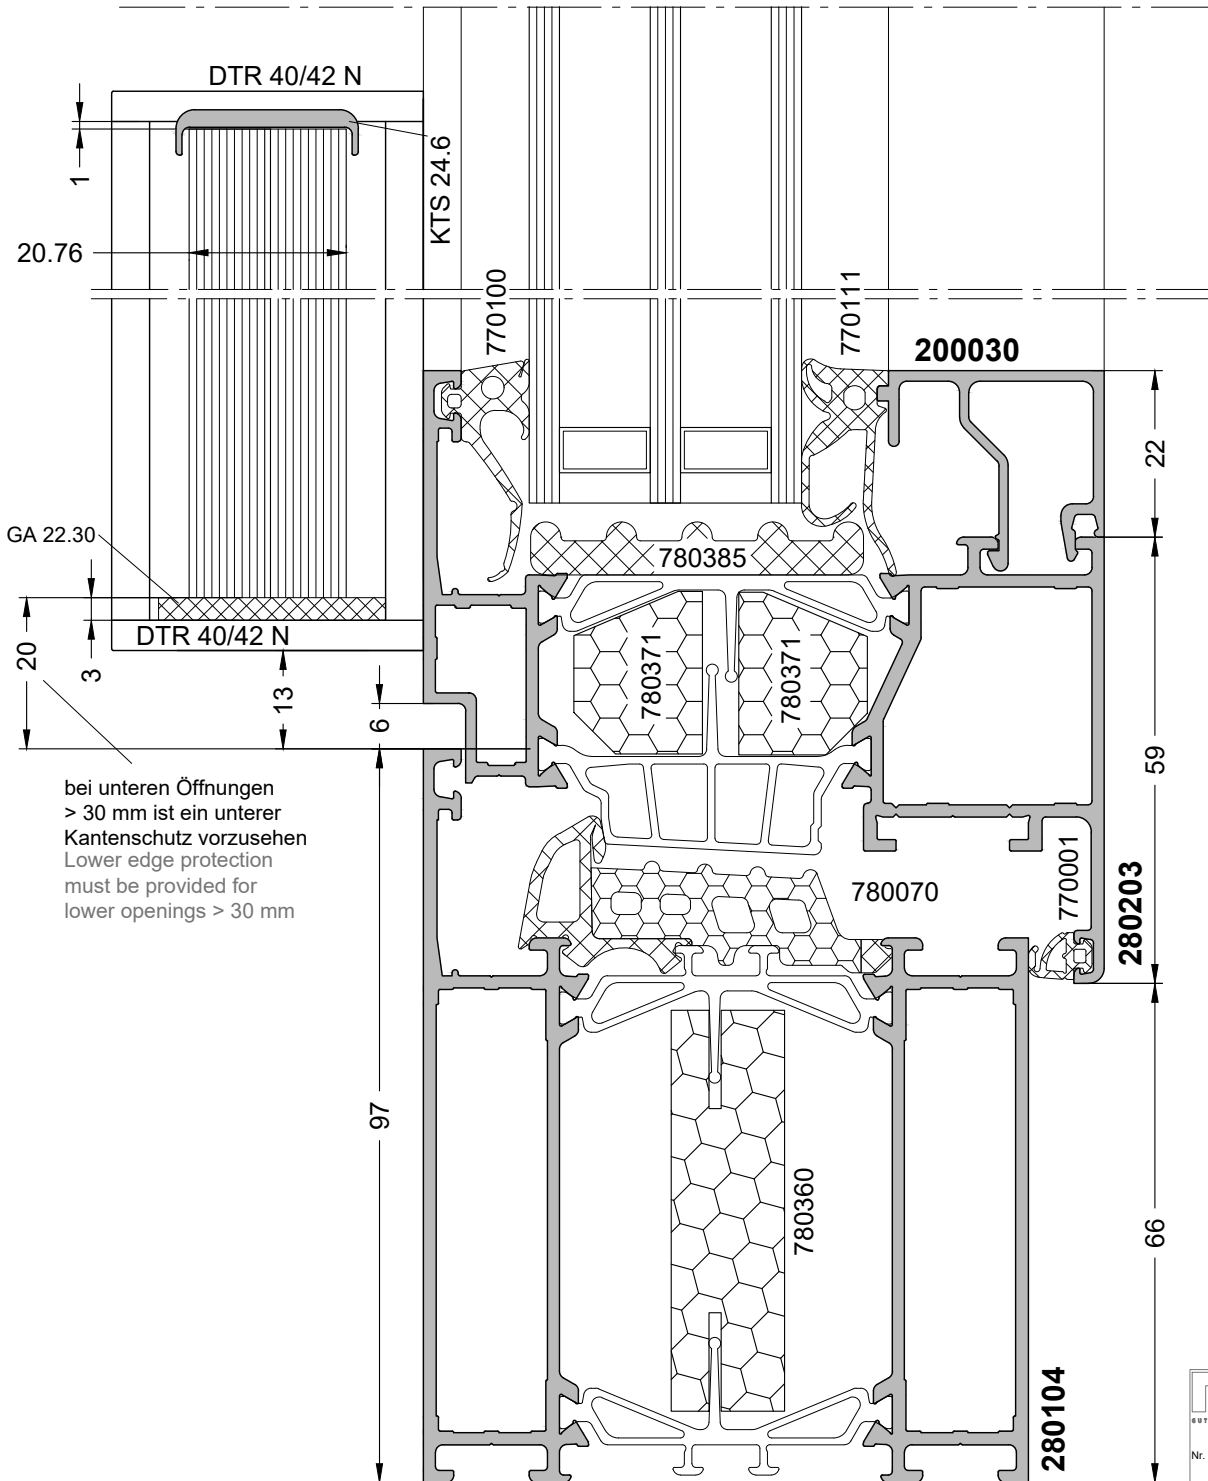 DTR 40/42 N
1
KTS 24.6
20.76
770100
770111
200030
22
GA 22.30
780385
DTR 40/42 N
20
3
13
6
780371
780371
59
bei unteren Öffnungen
> 30 mm ist ein unterer
Kantenschutz vorzusehen
Lower edge protection
must be provided for
lower openings > 30 mm
780070
770001
280203
97
780360
66
280104
GUT
Nr.